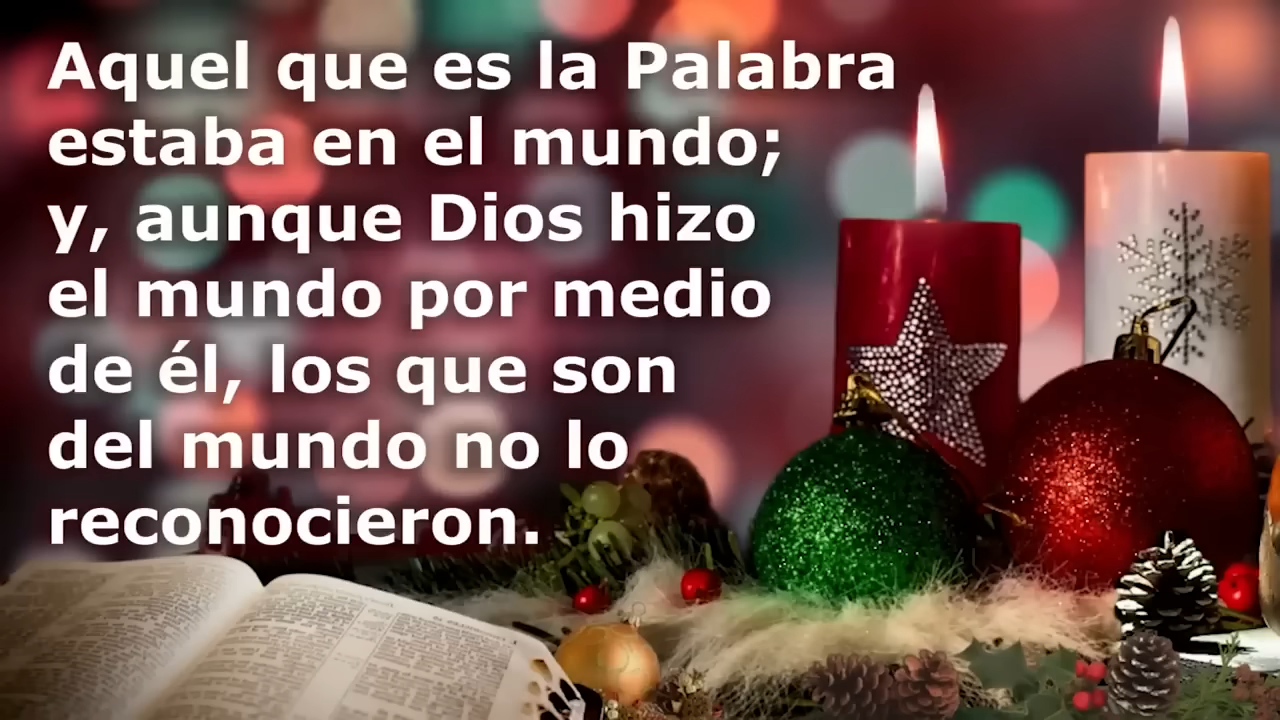 Aquel que es la Palabra
estaba en el mundo;
y, aunque Dios hizo
el mundo por medio
de él, los que son
del mundo no lo
reconocieron.